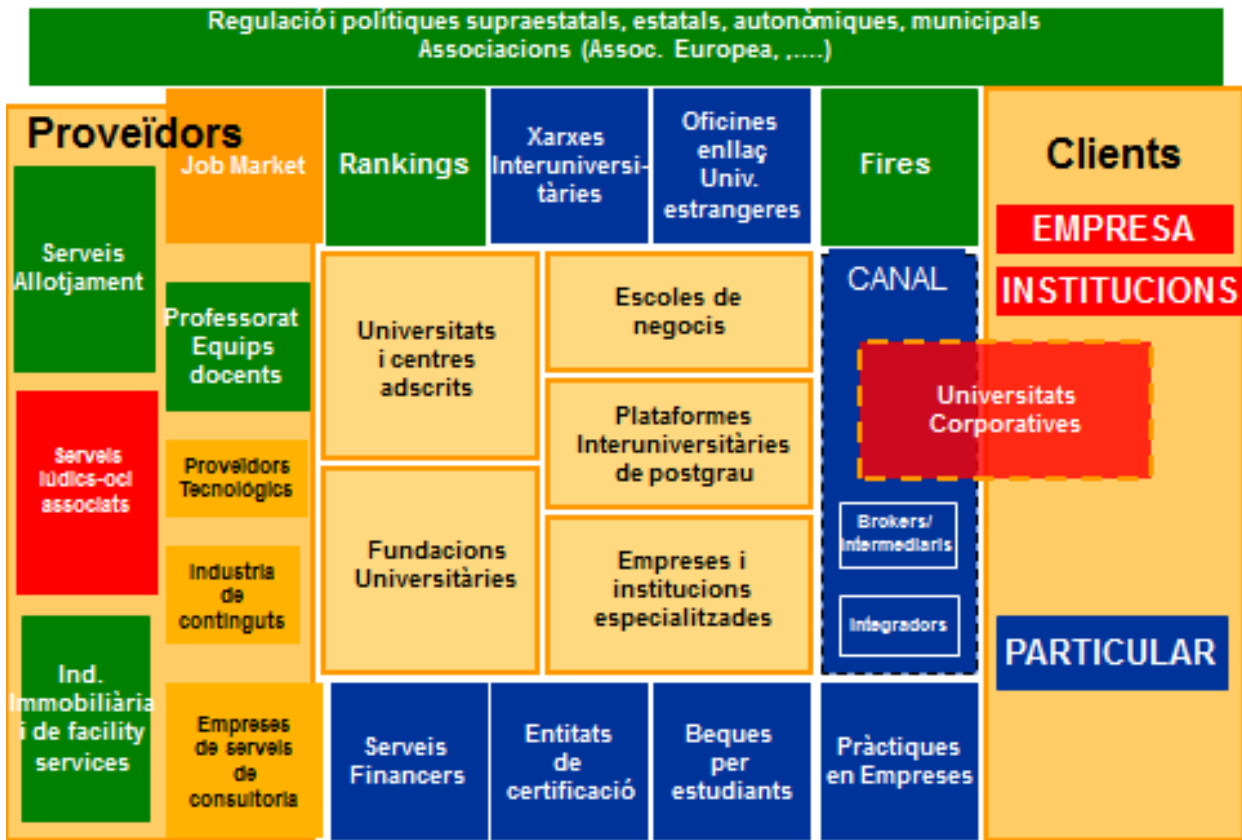 Regulació i polítiques supraestatals, estatals, autonòmiques, municipals
Associacions (Assoc. Europea, ,....)
Proveïdors
Job Market
Rankings
Xarxes
Interuniversi-
tàries
Oficines
enllaç
Univ.
estrangeres
Fires
Clients
EMPRESA
INSTITUCIONS
Serveis
Allotjament
Professorat
Equips
docents
Universitats
i centres
adscrits
Escoles de
negocis
CANAL
Universitats
Corporatives
Plataformes
Interuniversitàries
de postgrau
Serveis
lúdics-oci
associats
Proveïdors
Tecnológics
Brokers/
Intermediaris
Fundacions
Universitàries
Empreses i
institucions
especialitzades
Industria
de
continguts
Integradors
PARTICULAR
Ind.
Immobiliària
i de facility
services
Empreses
de serveis
de
consultoria
Serveis
Financers
Entitats
de
certificació
Beques
per
estudiants
Pràctiques
en Empreses